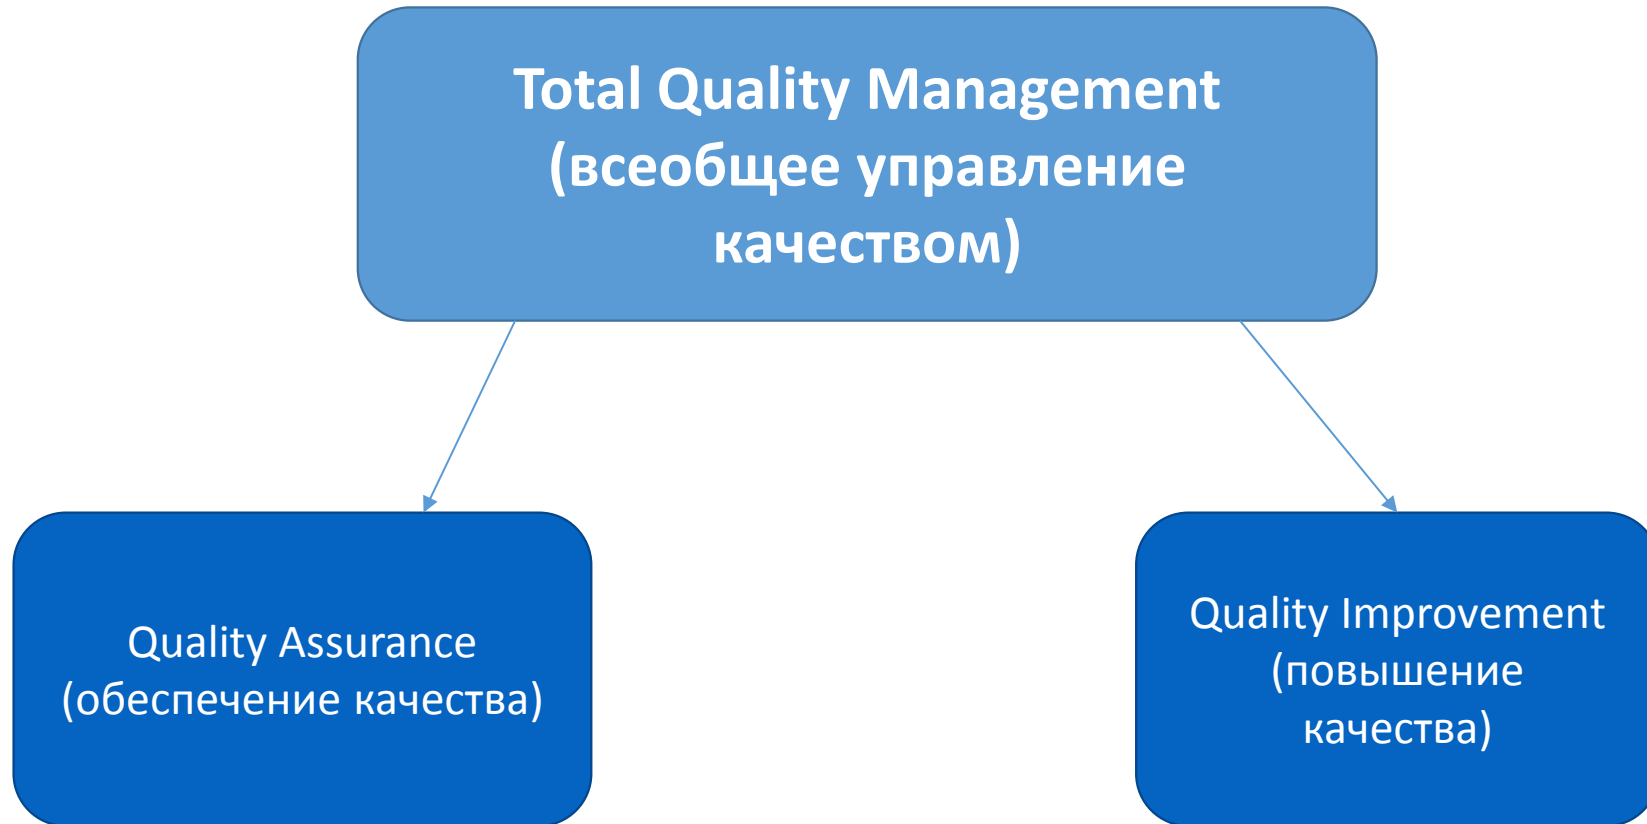 Total Quality Management
(всеобщее управление
качеством)
Quality Assurance
(обеспечение качества)
Quality Improvement
(повышение
качества)